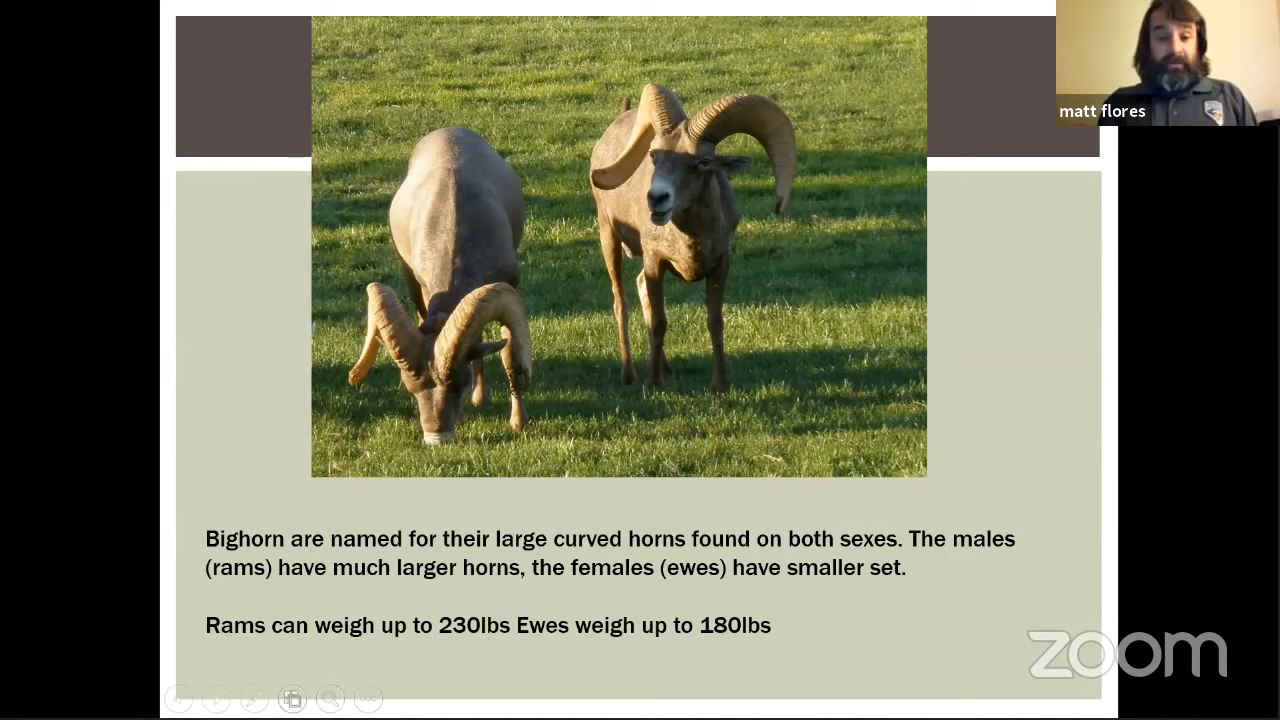 matt flores
Bighorn are named for their large curved horns found on both sexes. The males
(rams) have much larger horns, the females (ewes) have smaller set.
Rams can weigh up to 230lbs Ewes weigh up to 180lbs
zoom